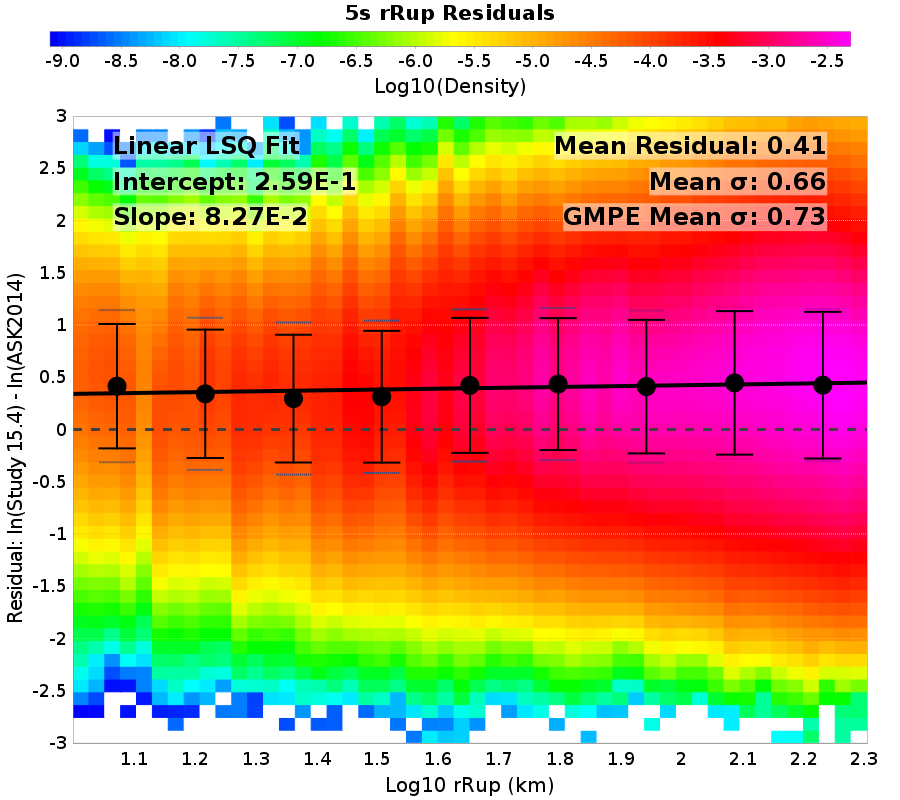 5s rRup Residuals
-9.0 -8.5 -8.0 -7.5 -7.0 -6.5 -6.0 -5.5 -5.0 -4.5 -4.0 -3.5 -3.0 -2.5
Log10(Density)
Linear LSQ Fit
Intercept: 2.59E-1
Slope: 8.27E-2
Mean Residual: 0.41
Mean σ: 0.66
GMPE Mean σ: 0.73
Residual: ln(Study 15.4) - ln(ASK2014)
3
2.5
2
1.5
1
0.5
0
-0.5
-1
-1.5
-2
-2.5
-3
1.1 1.2 1.3 1.4 1.5 1.6 1.7 1.8 1.9 2 2.1 2.2 2.3
Log10 rRup (km)